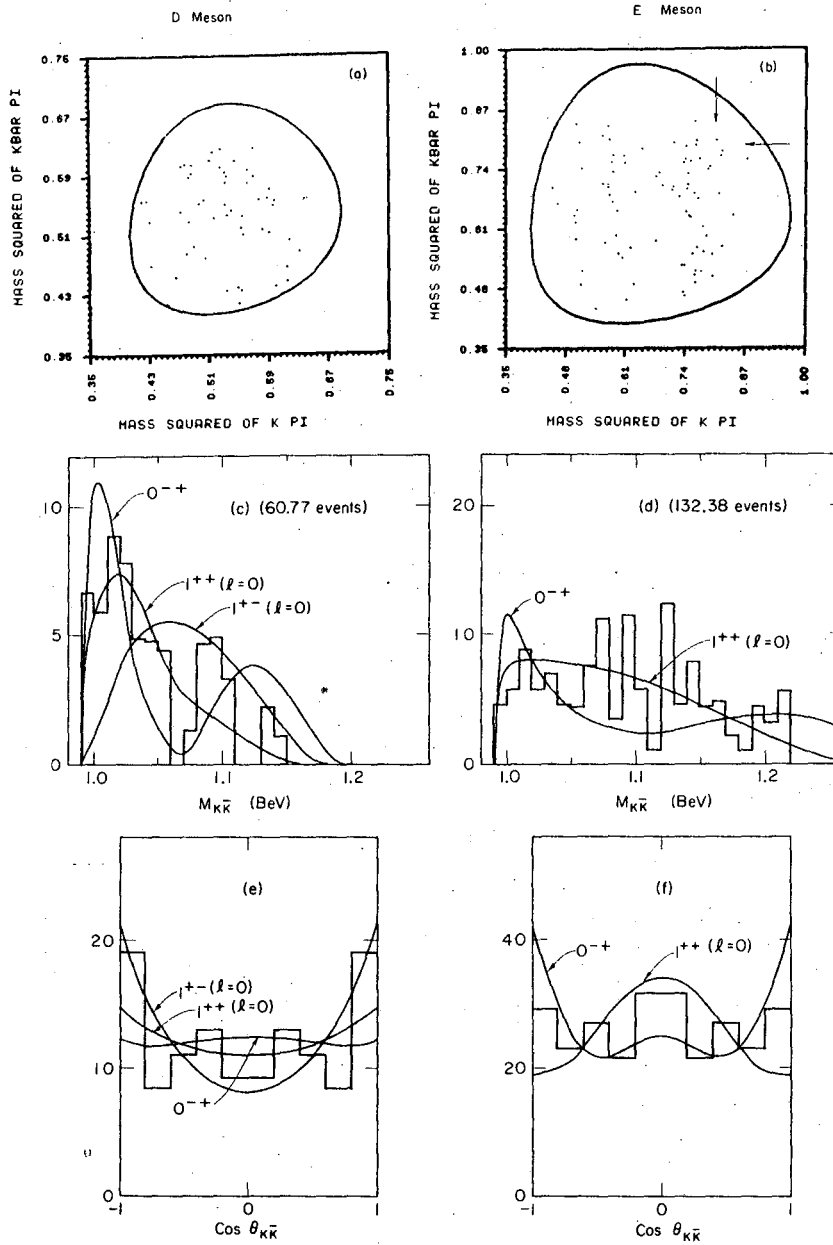 D Meson
E Meson
(a)
0.75
0.67
0.59
0.51
0.43
0.35
MASS SQUARED OF KBAR PI
0.35
0.43
0.51
0.59
0.67
0.75
MASS SQUARED OF K PI
(b)
1.00
0.87
0.74
0.61
0.48
0.35
MASS SQUARED OF KBAR PI
0.35
0.48
0.61
0.74
0.87
1.00
MASS SQUARED OF K PI
10
5
0
0⁻⁺
(c) (60.77 events)
1⁺⁺ (ℓ=0)
1⁺⁻ (ℓ=0)
1.0
1.1
1.2
M_KK̄ (BeV)
20
10
0
(d) (132.38 events)
0⁻⁺
1⁺⁺ (ℓ=0)
1.0
1.1
1.2
M_KK̄ (BeV)
(e)
20
10
0
1⁺⁻ (ℓ=0)
1⁺⁺ (ℓ=0)
0⁻⁺
-1
0
1
Cos θ_KK̄
(f)
40
20
0
0⁻⁺
1⁺⁺ (ℓ=0)
-1
0
1
Cos θ_KK̄